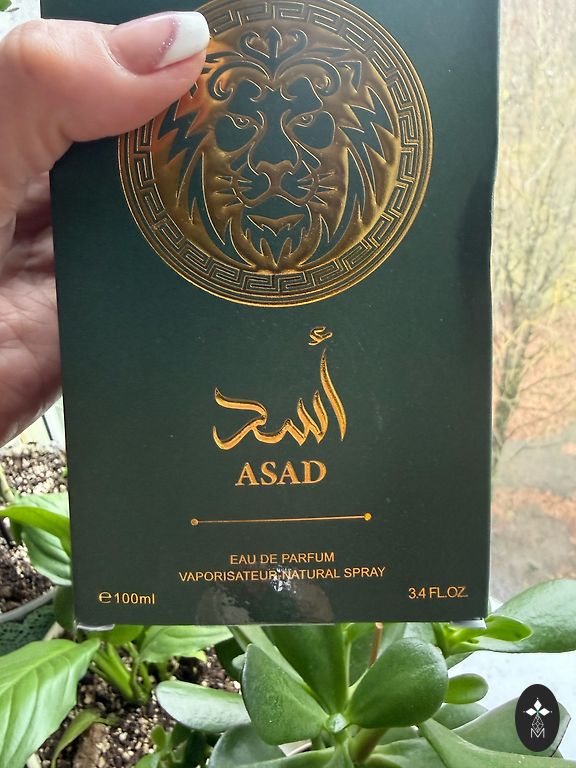 أسد
ASAD
EAU DE PARFUM
VAPORISATEUR NATURAL SPRAY
℮100ml
3.4 FL.OZ.